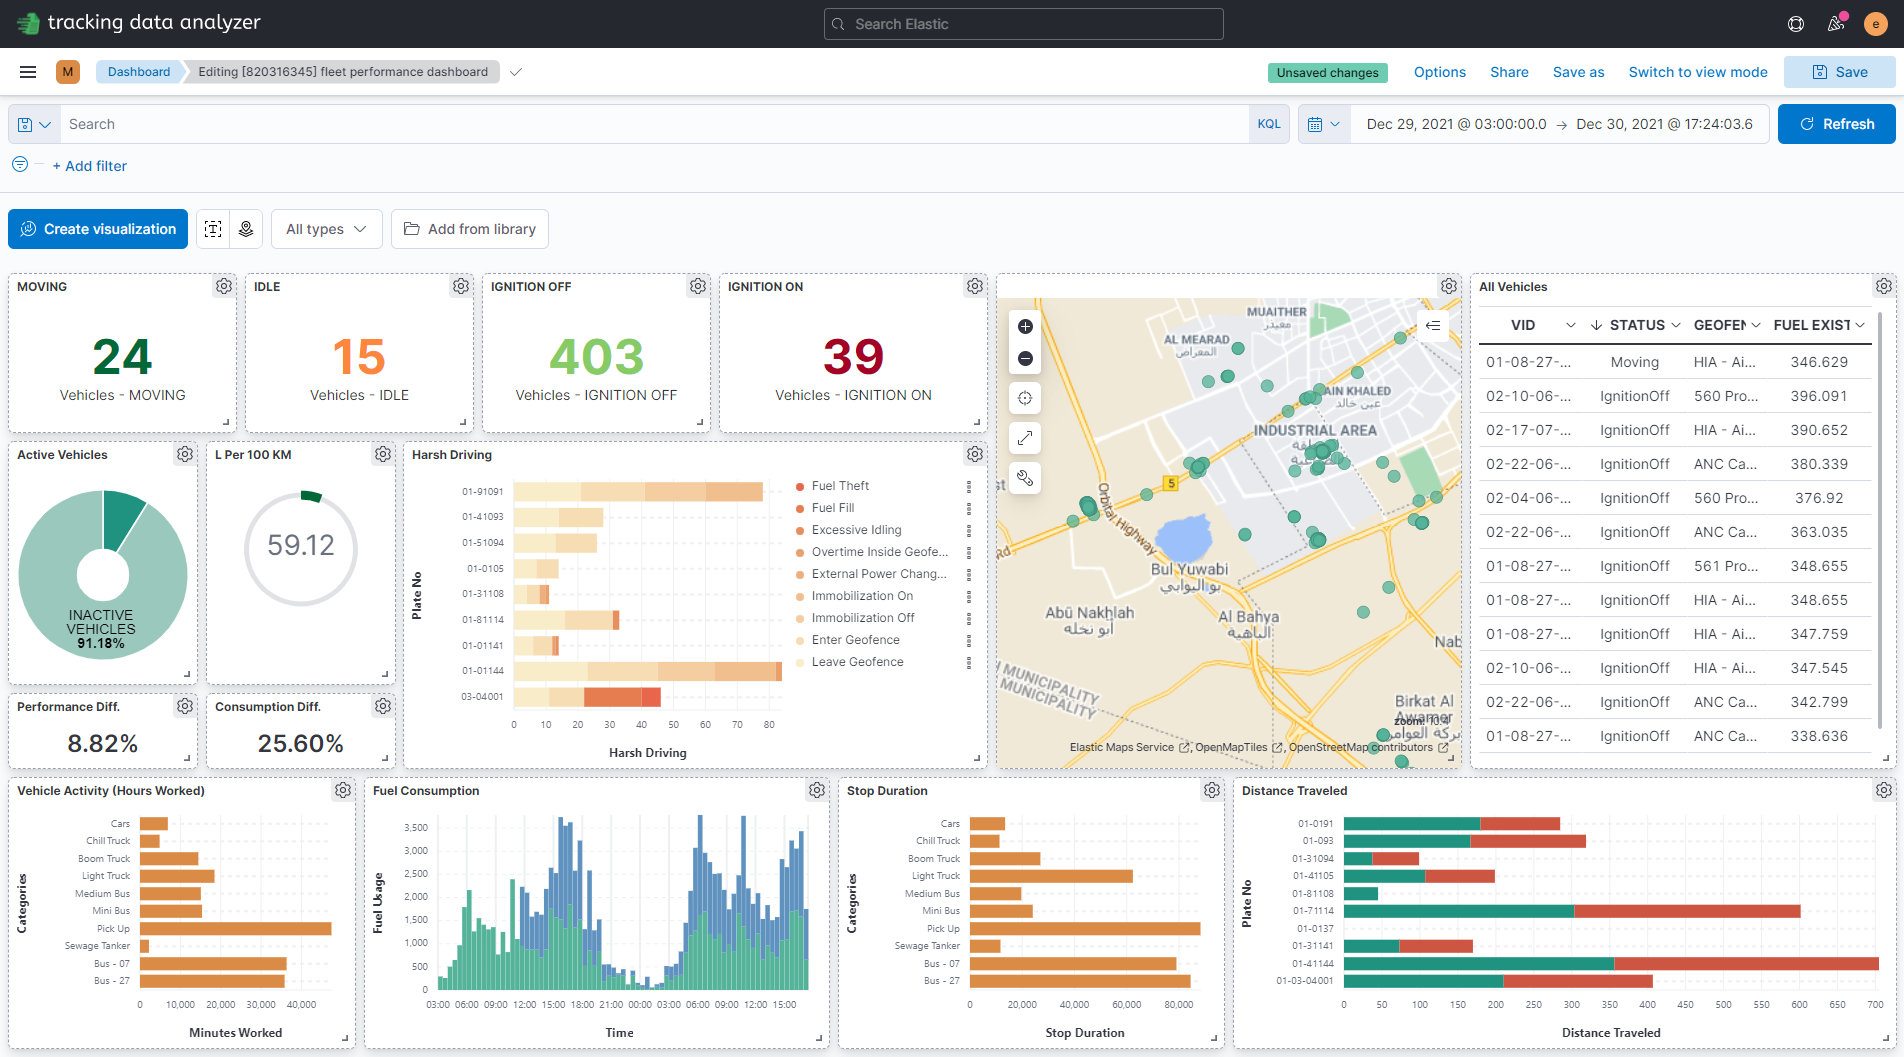 tracking data analyzer
Search Elastic
e
M
Dashboard
Editing [820316345] fleet performance dashboard
Unsaved changes
Options
Share
Save as
Switch to view mode
Save
Search
KQL
Dec 29, 2021 @ 03:00:00.0 → Dec 30, 2021 @ 17:24:03.6
Refresh
+ Add filter
Create visualization
All types
Add from library
MOVING
24
Vehicles - MOVING
IDLE
15
Vehicles - IDLE
IGNITION OFF
403
Vehicles - IGNITION OFF
IGNITION ON
39
Vehicles - IGNITION ON
Active Vehicles
INACTIVE
VEHICLES
91.18%
L Per 100 KM
59.12
Performance Diff.
8.82%
Consumption Diff.
25.60%
Harsh Driving
Plate No
01-91091
01-41093
01-51094
01-0105
01-31108
01-81114
01-01141
01-01144
03-04001
0 10 20 30 40 50 60 70 80
Harsh Driving
Fuel Theft
Fuel Fill
Excessive Idling
Overtime Inside Geofe...
External Power Chang...
Immobilization On
Immobilization Off
Enter Geofence
Leave Geofence
MUAITHER
معيذر
AL MEARAD
المعراض
AIN KHALED
عين خالد
INDUSTRIAL AREA
5
Orbital Highway
Rd
Bul Yuwabi
بو اليوابي
Abū Nakhlah
أبو نخله
Al Bahya
الباهية
Nab
MUNICIPALITY
MUNICIPALITY
Birkat Al
Awamer
بركة العوامر
Elastic Maps Service , OpenMapTiles , OpenStreetMap contributors
All Vehicles
VID STATUS GEOFEN FUEL EXIST
01-08-27-... Moving HIA - Ai... 346.629
02-10-06-... IgnitionOff 560 Pro... 396.091
02-17-07-... IgnitionOff HIA - Ai... 390.652
02-22-06-... IgnitionOff ANC Ca... 380.339
02-04-06-... IgnitionOff 560 Pro... 376.92
02-22-06-... IgnitionOff ANC Ca... 363.035
01-08-27-... IgnitionOff 561 Pro... 348.655
01-08-27-... IgnitionOff HIA - Ai... 348.655
01-08-27-... IgnitionOff HIA - Ai... 347.759
02-10-06-... IgnitionOff HIA - Ai... 347.545
02-22-06-... IgnitionOff ANC Ca... 342.799
01-08-27-... IgnitionOff ANC Ca... 338.636
Vehicle Activity (Hours Worked)
Categories
Cars
Chill Truck
Boom Truck
Light Truck
Medium Bus
Mini Bus
Pick Up
Sewage Tanker
Bus - 07
Bus - 27
0 10,000 20,000 30,000 40,000
Minutes Worked
Fuel Consumption
Fuel Usage
3,500
3,000
2,500
2,000
1,500
1,000
500
0
03:00 06:00 09:00 12:00 15:00 18:00 21:00 00:00 03:00 06:00 09:00 12:00 15:00
Time
Stop Duration
Categories
Cars
Chill Truck
Boom Truck
Light Truck
Medium Bus
Mini Bus
Pick Up
Sewage Tanker
Bus - 07
Bus - 27
0 20,000 40,000 60,000 80,000
Stop Duration
Distance Traveled
Plate No
01-0191
01-093
01-31094
01-41105
01-81108
01-71114
01-0137
01-31141
01-41144
01-03-04001
0 50 100 150 200 250 300 350 400 450 500 550 600 650 700
Distance Traveled